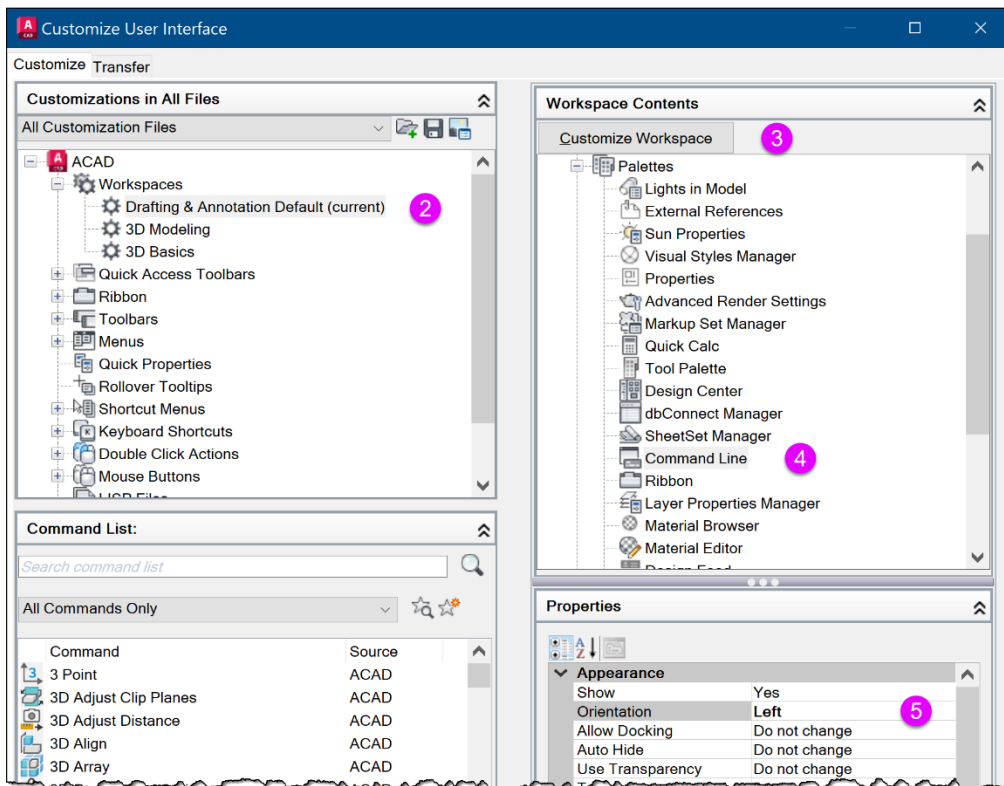 Customize User Interface
Customize Transfer
Customizations in All Files
All Customization Files
ACAD
Workspaces
Drafting & Annotation Default (current) 2
3D Modeling
3D Basics
Quick Access Toolbars
Ribbon
Toolbars
Menus
Quick Properties
Rollover Tooltips
Shortcut Menus
Keyboard Shortcuts
Double Click Actions
Mouse Buttons
LISP Files
Command List:
Search command list
All Commands Only
Command Source
3 Point ACAD
3D Adjust Clip Planes ACAD
3D Adjust Distance ACAD
3D Align ACAD
3D Array ACAD
Workspace Contents
Customize Workspace 3
Palettes
Lights in Model
External References
Sun Properties
Visual Styles Manager
Properties
Advanced Render Settings
Markup Set Manager
Quick Calc
Tool Palette
Design Center
dbConnect Manager
SheetSet Manager
Command Line 4
Ribbon
Layer Properties Manager
Material Browser
Material Editor
Design Feed
Properties
Appearance
Show Yes
Orientation Left 5
Allow Docking Do not change
Auto Hide Do not change
Use Transparency Do not change